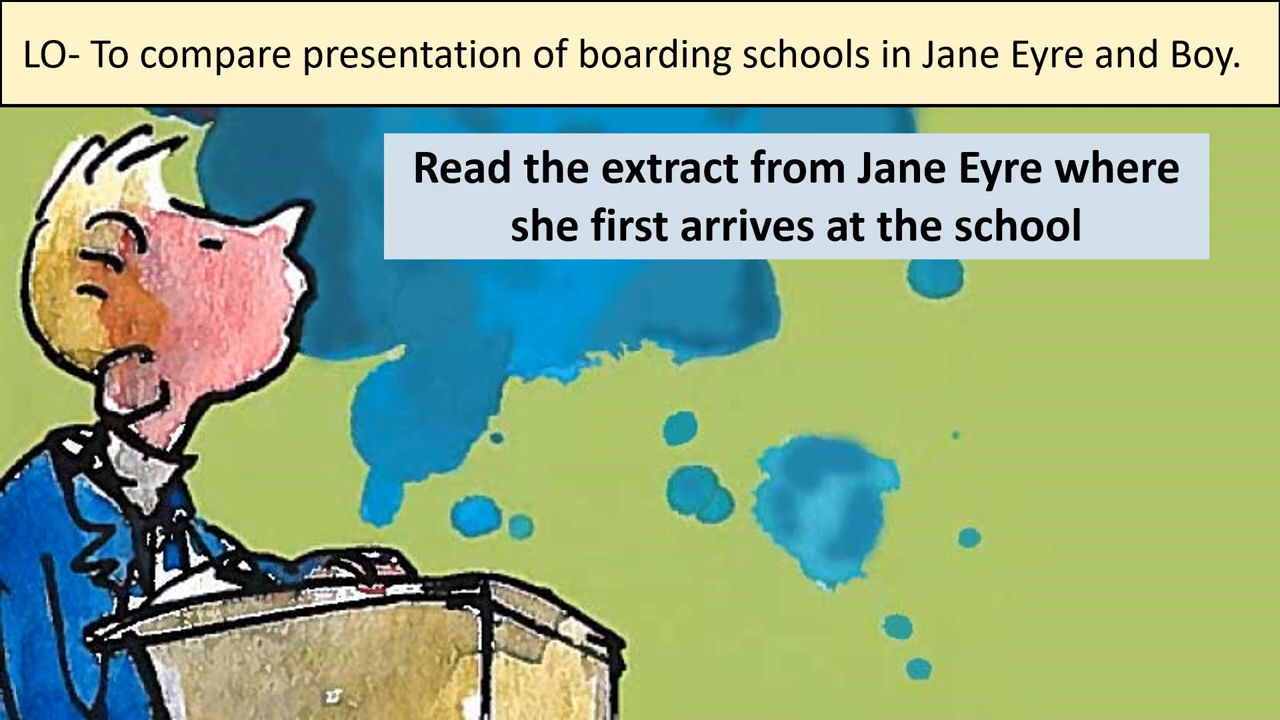 LO- To compare presentation of boarding schools in Jane Eyre and Boy.
Read the extract from Jane Eyre where
she first arrives at the school